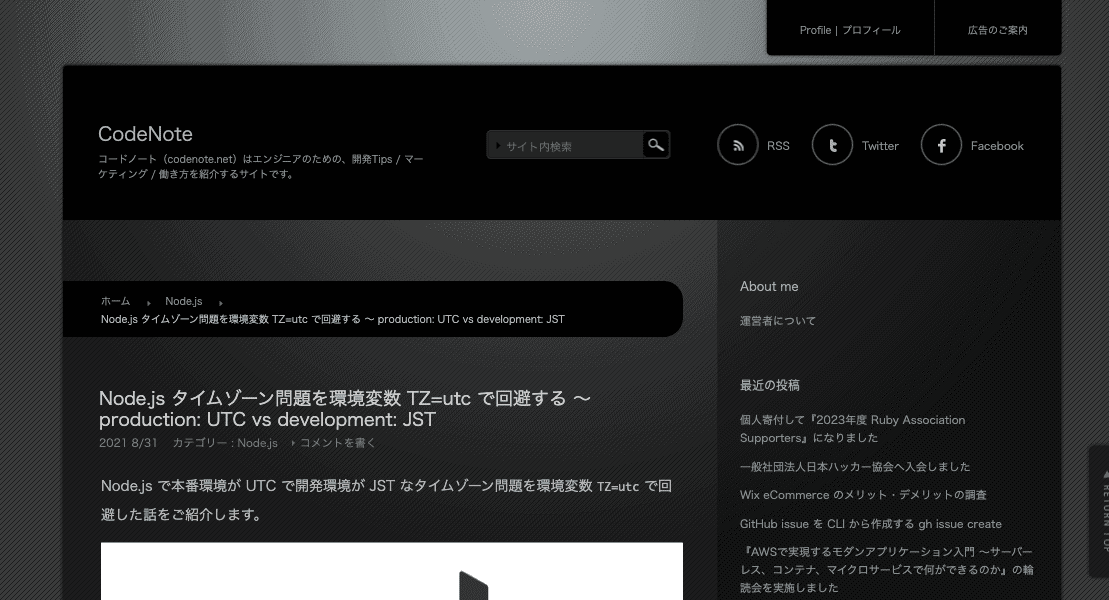 Profile | プロフィール
広告のご案内
CodeNote
コードノート（codenote.net）はエンジニアのための、開発Tips / マー
ケティング / 働き方を紹介するサイトです。
サイト内検索
RSS
Twitter
Facebook
ホーム
Node.js
Node.js タイムゾーン問題を環境変数 TZ=utc で回避する 〜 production: UTC vs development: JST
Node.js タイムゾーン問題を環境変数 TZ=utc で回避する 〜
production: UTC vs development: JST
2021 8/31 カテゴリー : Node.js コメントを書く
Node.js で本番環境が UTC で開発環境が JST なタイムゾーン問題を環境変数 TZ=utc で回
避した話をご紹介します。
About me
運営者について
最近の投稿
個人寄付して『2023年度 Ruby Association
Supporters』になりました
一般社団法人日本ハッカー協会へ入会しました
Wix eCommerce のメリット・デメリットの調査
GitHub issue を CLI から作成する gh issue create
『AWSで実現するモダンアプリケーション入門 〜サーバー
レス、コンテナ、マイクロサービスで何ができるのか』の輪
読会を実施しました
RETURN TOP